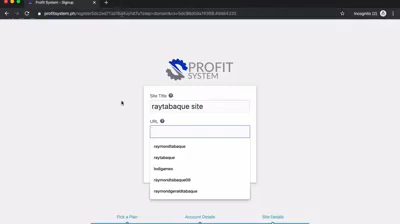 Profit System - Signup
Incognito (2)
PROFIT
SYSTEM
Site Title
raytabaque site
URL
raymondtabaque
raytabaque
raymondtabaque00
raymondgeraldtabaque
Pick a Plan
Account Details
Site Details